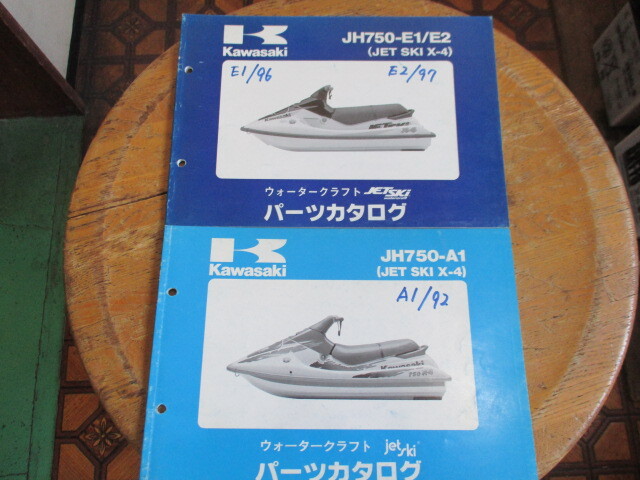 Kawasaki
JH750-E1/E2
(JET SKI X-4)
E1/96
E2/97
ウォータークラフト JET SKi
パーツカタログ
Kawasaki
JH750-A1
(JET SKI X-4)
A1/92
Kawasaki
ウォータークラフト jet ski
パーツカタログ